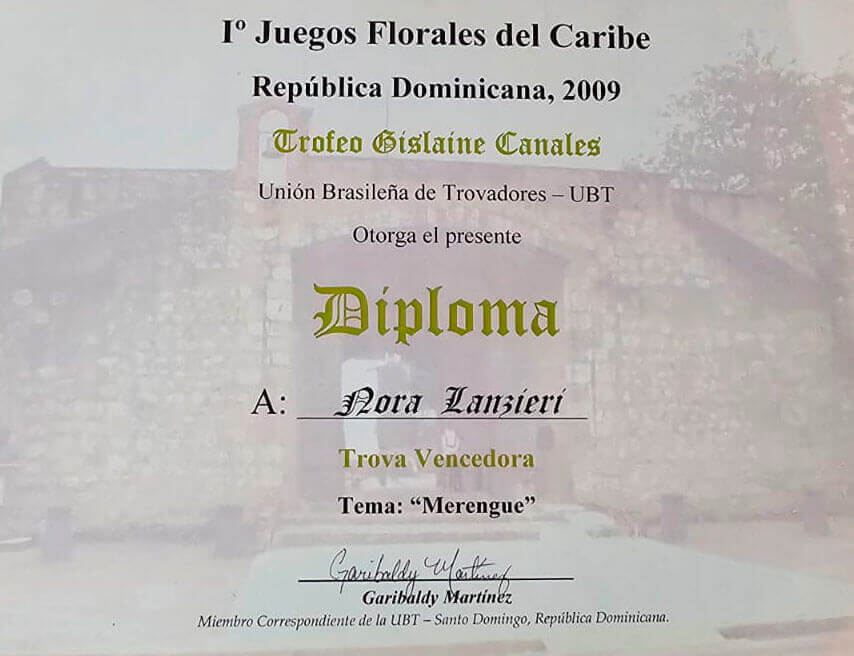 Iº Juegos Florales del Caribe
República Dominicana, 2009
Trofeo Gislaine Canales
Unión Brasileña de Trovadores – UBT
Otorga el presente
Diploma
A: Nora Lanzieri
Trova Vencedora
Tema: “Merengue”
Garibaldy Martínez
Garibaldy Martínez
Miembro Correspondiente de la UBT – Santo Domingo, República Dominicana.